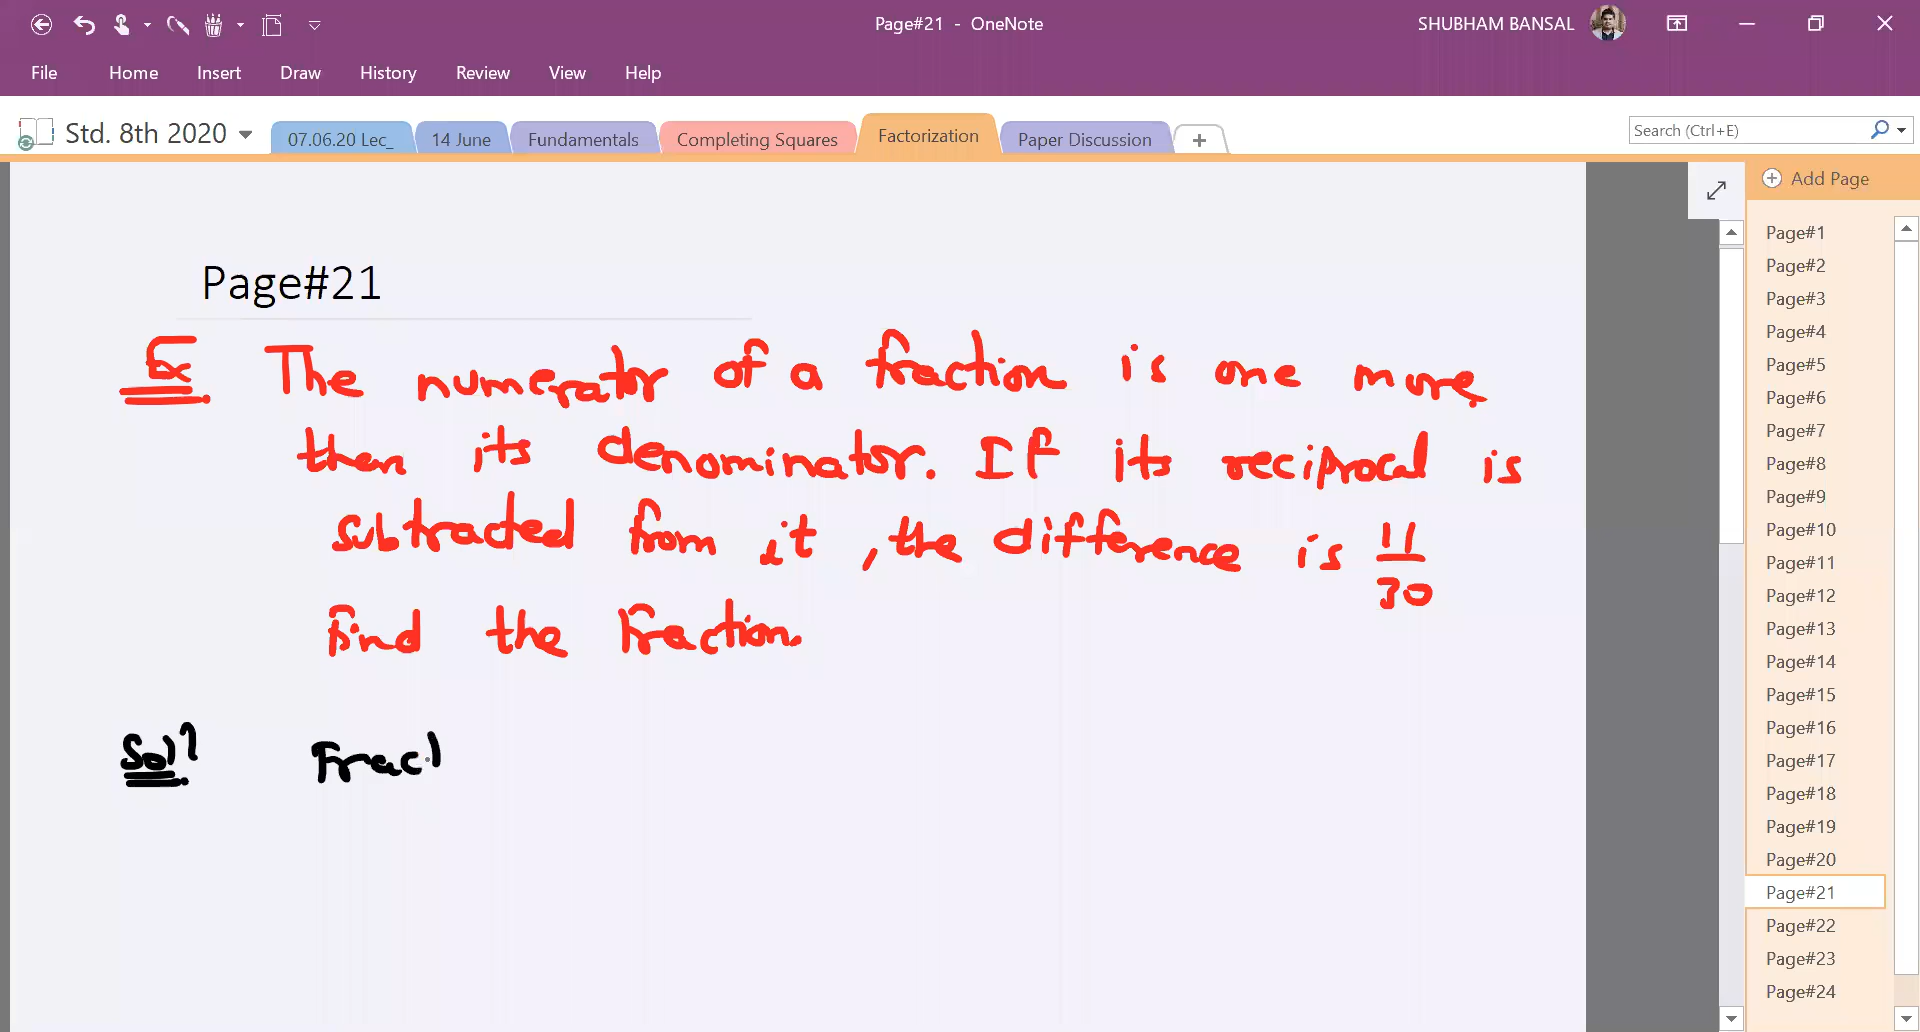 Page#21 - OneNote
SHUBHAM BANSAL
File Home Insert Draw History Review View Help
Std. 8th 2020
07.06.20 Lec_ 14 June Fundamentals Completing Squares Factorization Paper Discussion
Search (Ctrl+E)
Add Page
Page#21
Ex The numerator of a fraction is one more
then its denominator. If its reciprocal is
subtracted from it, the difference is 11/30
find the fraction.
Sol?
Fract
Page#1
Page#2
Page#3
Page#4
Page#5
Page#6
Page#7
Page#8
Page#9
Page#10
Page#11
Page#12
Page#13
Page#14
Page#15
Page#16
Page#17
Page#18
Page#19
Page#20
Page#21
Page#22
Page#23
Page#24